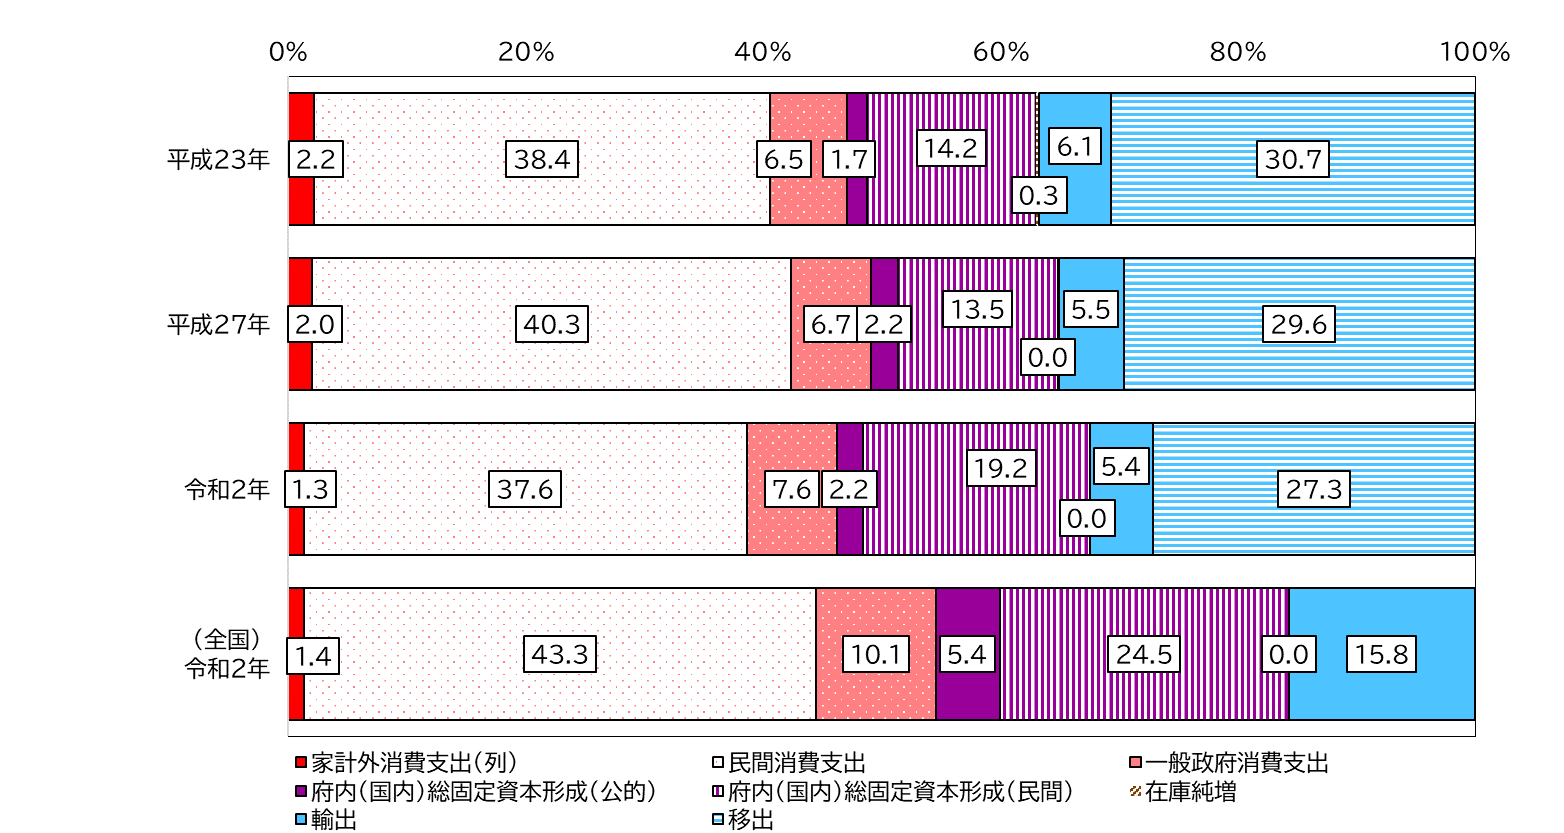 0% 20% 40% 60% 80% 100%
平成23年 2.2 38.4 6.5 1.7 14.2 0.3 6.1 30.7
平成27年 2.0 40.3 6.7 2.2 13.5 0.0 5.5 29.6
令和2年 1.3 37.6 7.6 2.2 19.2 0.0 5.4 27.3
（全国）
令和2年 1.4 43.3 10.1 5.4 24.5 0.0 15.8
家計外消費支出（列） 民間消費支出 一般政府消費支出
府内（国内）総固定資本形成（公的） 府内（国内）総固定資本形成（民間） 在庫純増
輸出 移出